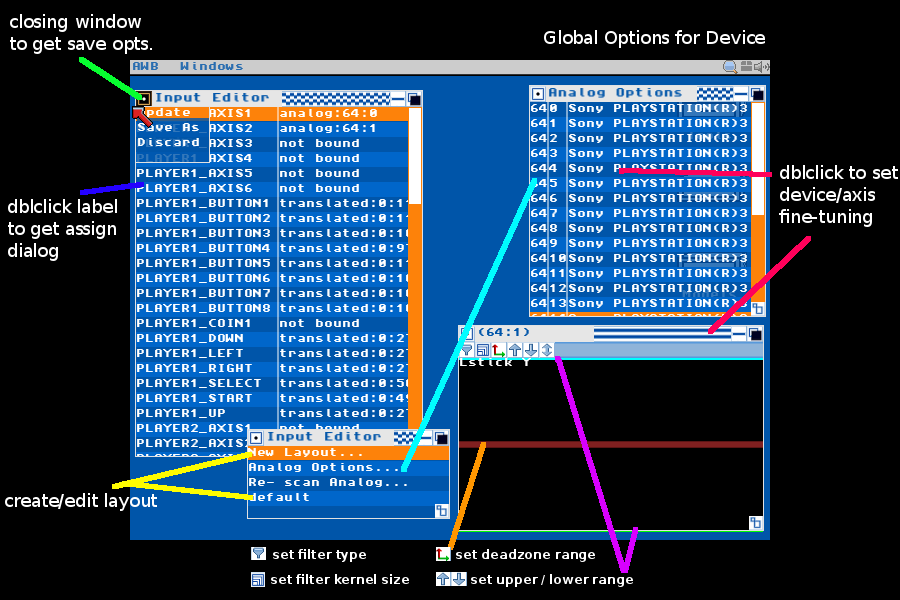 closing window
to get save opts.
Global Options for Device
AWB Windows
Input Editor
Update
Save As
Discard
_AXIS1 analog:64:0
_AXIS2 analog:64:1
_AXIS3 not bound
PLAYER1_AXIS4 not bound
PLAYER1_AXIS5 not bound
PLAYER1_AXIS6 not bound
PLAYER1_BUTTON1 translated:0:1
PLAYER1_BUTTON2 translated:0:1
PLAYER1_BUTTON3 translated:0:1
PLAYER1_BUTTON4 translated:0:9
PLAYER1_BUTTON5 translated:0:1
PLAYER1_BUTTON6 translated:0:1
PLAYER1_BUTTON7 translated:0:1
PLAYER1_BUTTON8 translated:0:1
PLAYER1_COIN1 not bound
PLAYER1_DOWN translated:0:2
PLAYER1_LEFT translated:0:2
PLAYER1_RIGHT translated:0:2
PLAYER1_SELECT translated:0:5
PLAYER1_START translated:0:4
PLAYER1_UP translated:0:2
PLAYER2_AXIS1 not bound
PLAYER2_AXIS2
Analog Options
640 Sony PLAYSTATION(R)3
641 Sony PLAYSTATION(R)3
642 Sony PLAYSTATION(R)3
643 Sony PLAYSTATION(R)3
644 Sony PLAYSTATION(R)3
645 Sony PLAYSTATION(R)3
646 Sony PLAYSTATION(R)3
647 Sony PLAYSTATION(R)3
648 Sony PLAYSTATION(R)3
649 Sony PLAYSTATION(R)3
6410 Sony PLAYSTATION(R)3
6411 Sony PLAYSTATION(R)3
6412 Sony PLAYSTATION(R)3
6413 Sony PLAYSTATION(R)3
dblclick to set
device/axis
fine-tuning
dblclick label
to get assign
dialog
(64:1)
Lstick Y
Input Editor
New Layout...
Analog Options...
Re- scan Analog...
default
create/edit layout
set filter type
set deadzone range
set filter kernel size
set upper / lower range